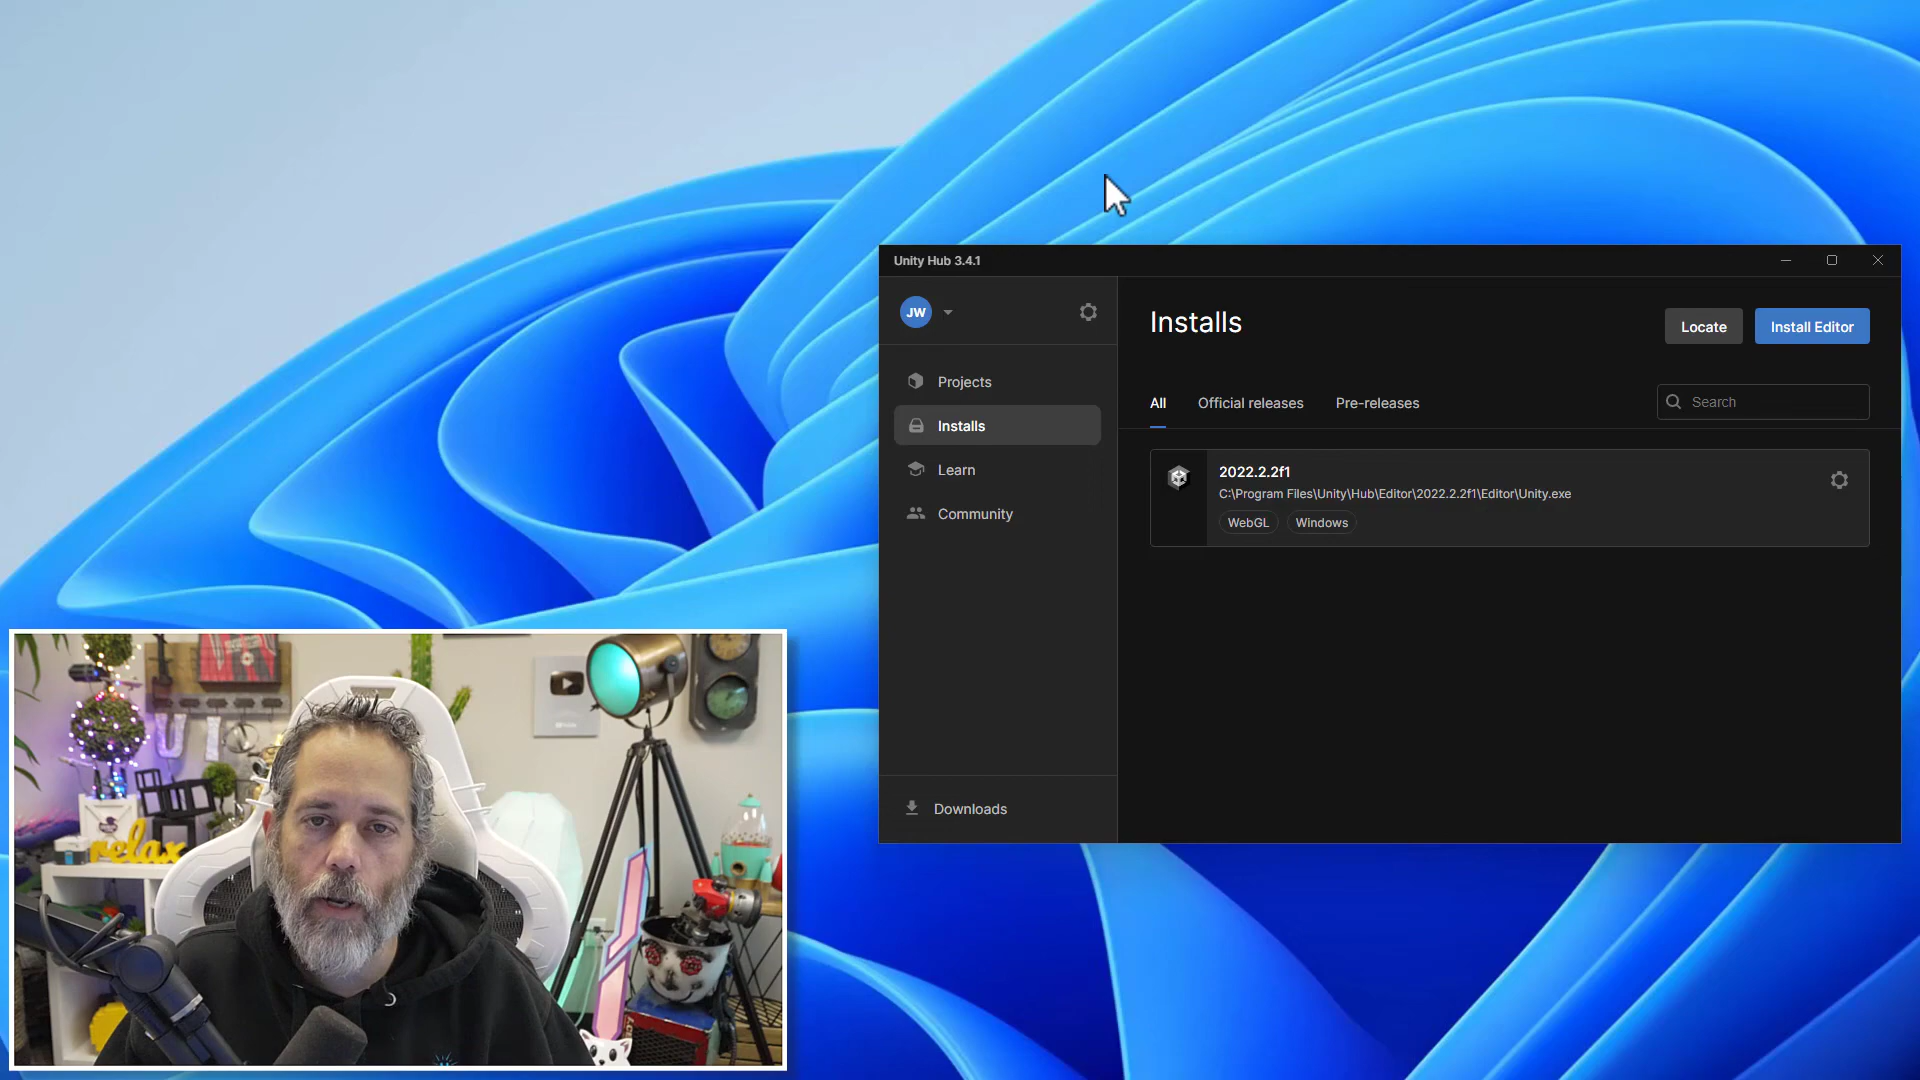 Unity Hub 3.4.1
JW
Projects
Installs
Learn
Community
Downloads
Installs
Locate
Install Editor
All
Official releases
Pre-releases
Search
2022.2.2f1
C:\Program Files\Unity\Hub\Editor\2022.2.2f1\Editor\Unity.exe
WebGL
Windows
relax